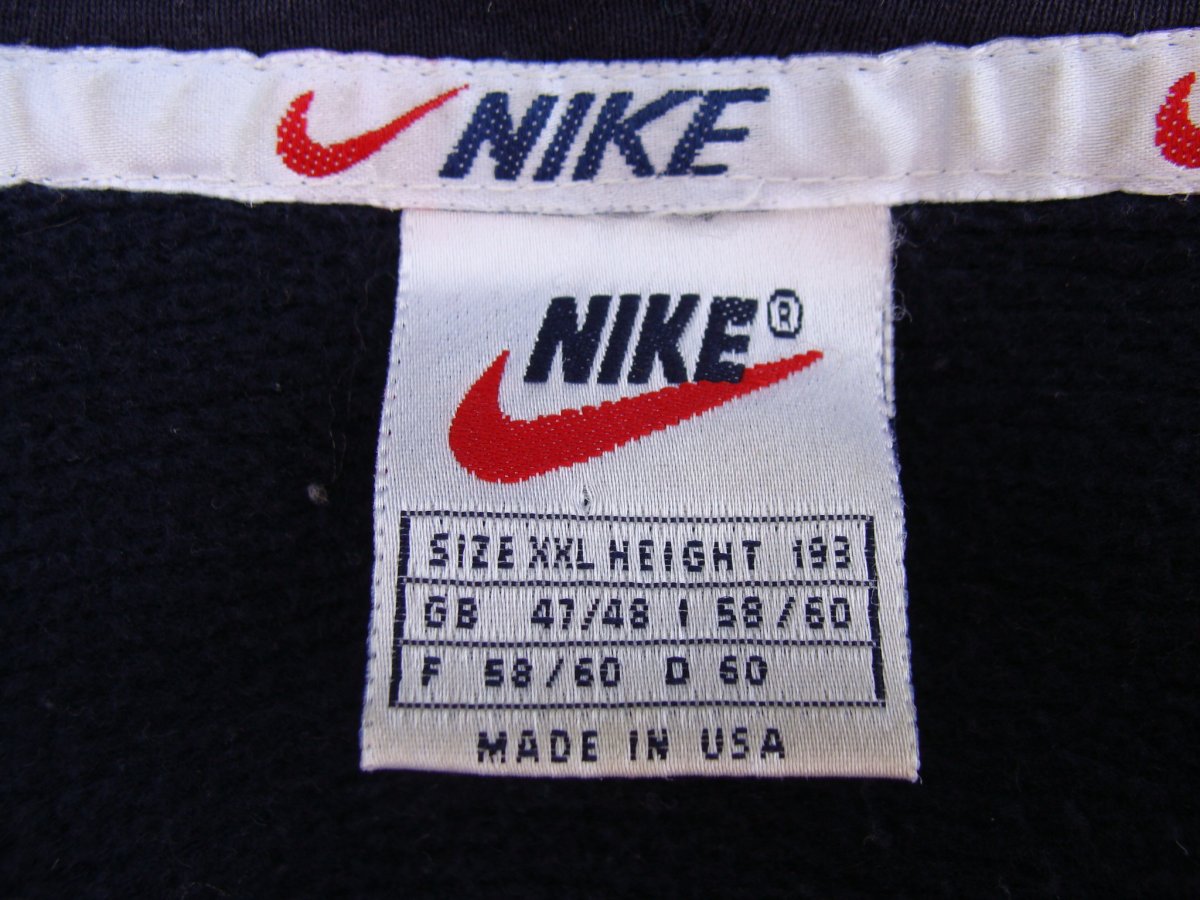 NIKE
NIKE®
SIZE XXL HEIGHT 193
GB 47/48 I 58/60
F 58/60 D 60
MADE IN USA